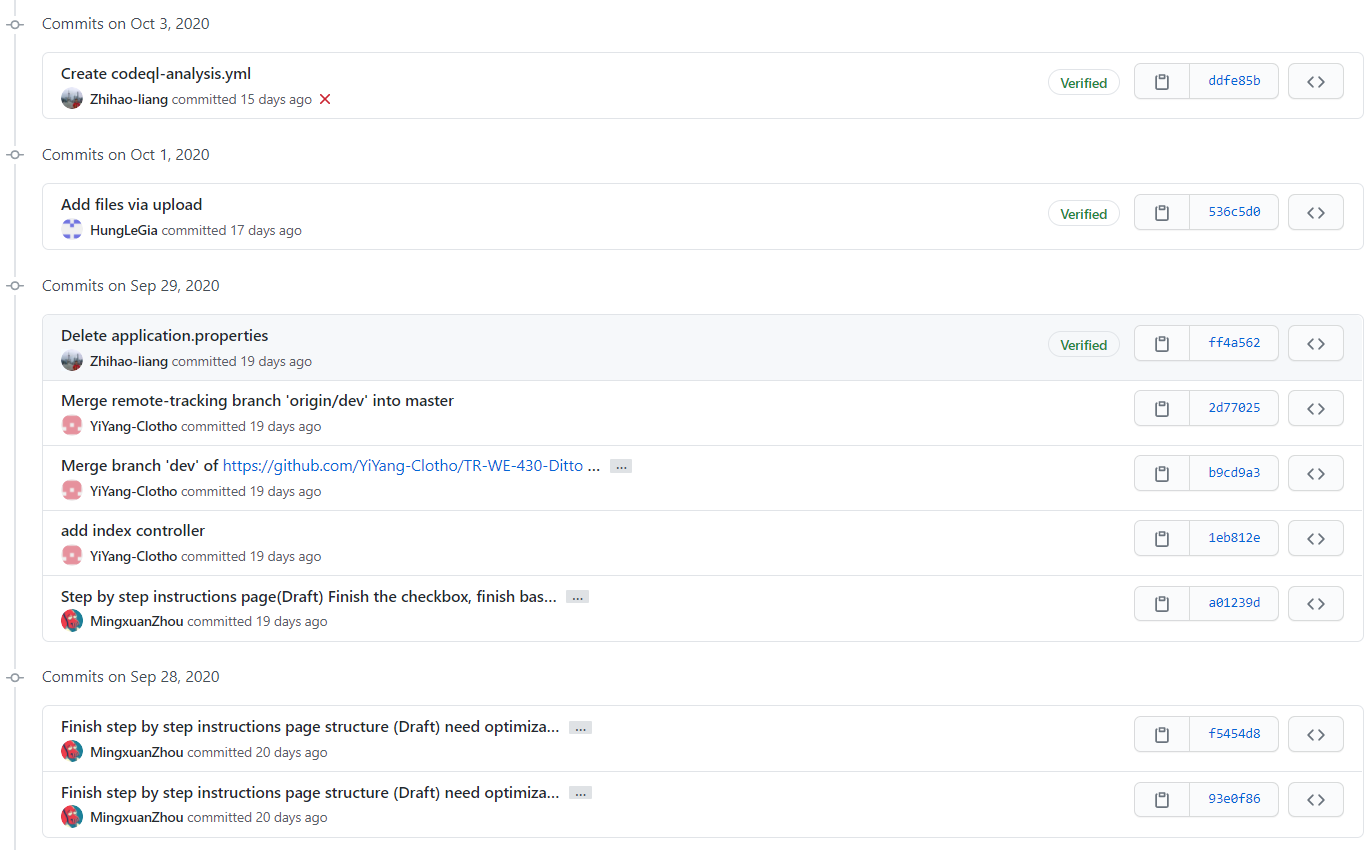 Commits on Oct 3, 2020
Create codeql-analysis.yml
Verified
ddfe85b
Zhihao-liang committed 15 days ago
Commits on Oct 1, 2020
Add files via upload
Verified
536c5d0
HungLeGia committed 17 days ago
Commits on Sep 29, 2020
Delete application.properties
Verified
ff4a562
Zhihao-liang committed 19 days ago
Merge remote-tracking branch 'origin/dev' into master
2d77025
YiYang-Clotho committed 19 days ago
Merge branch 'dev' of https://github.com/YiYang-Clotho/TR-WE-430-Ditto ... ...
b9cd9a3
YiYang-Clotho committed 19 days ago
add index controller
1eb812e
YiYang-Clotho committed 19 days ago
Step by step instructions page(Draft) Finish the checkbox, finish bas... ...
a01239d
MingxuanZhou committed 19 days ago
Commits on Sep 28, 2020
Finish step by step instructions page structure (Draft) need optimiza... ...
f5454d8
MingxuanZhou committed 20 days ago
Finish step by step instructions page structure (Draft) need optimiza... ...
93e0f86
MingxuanZhou committed 20 days ago